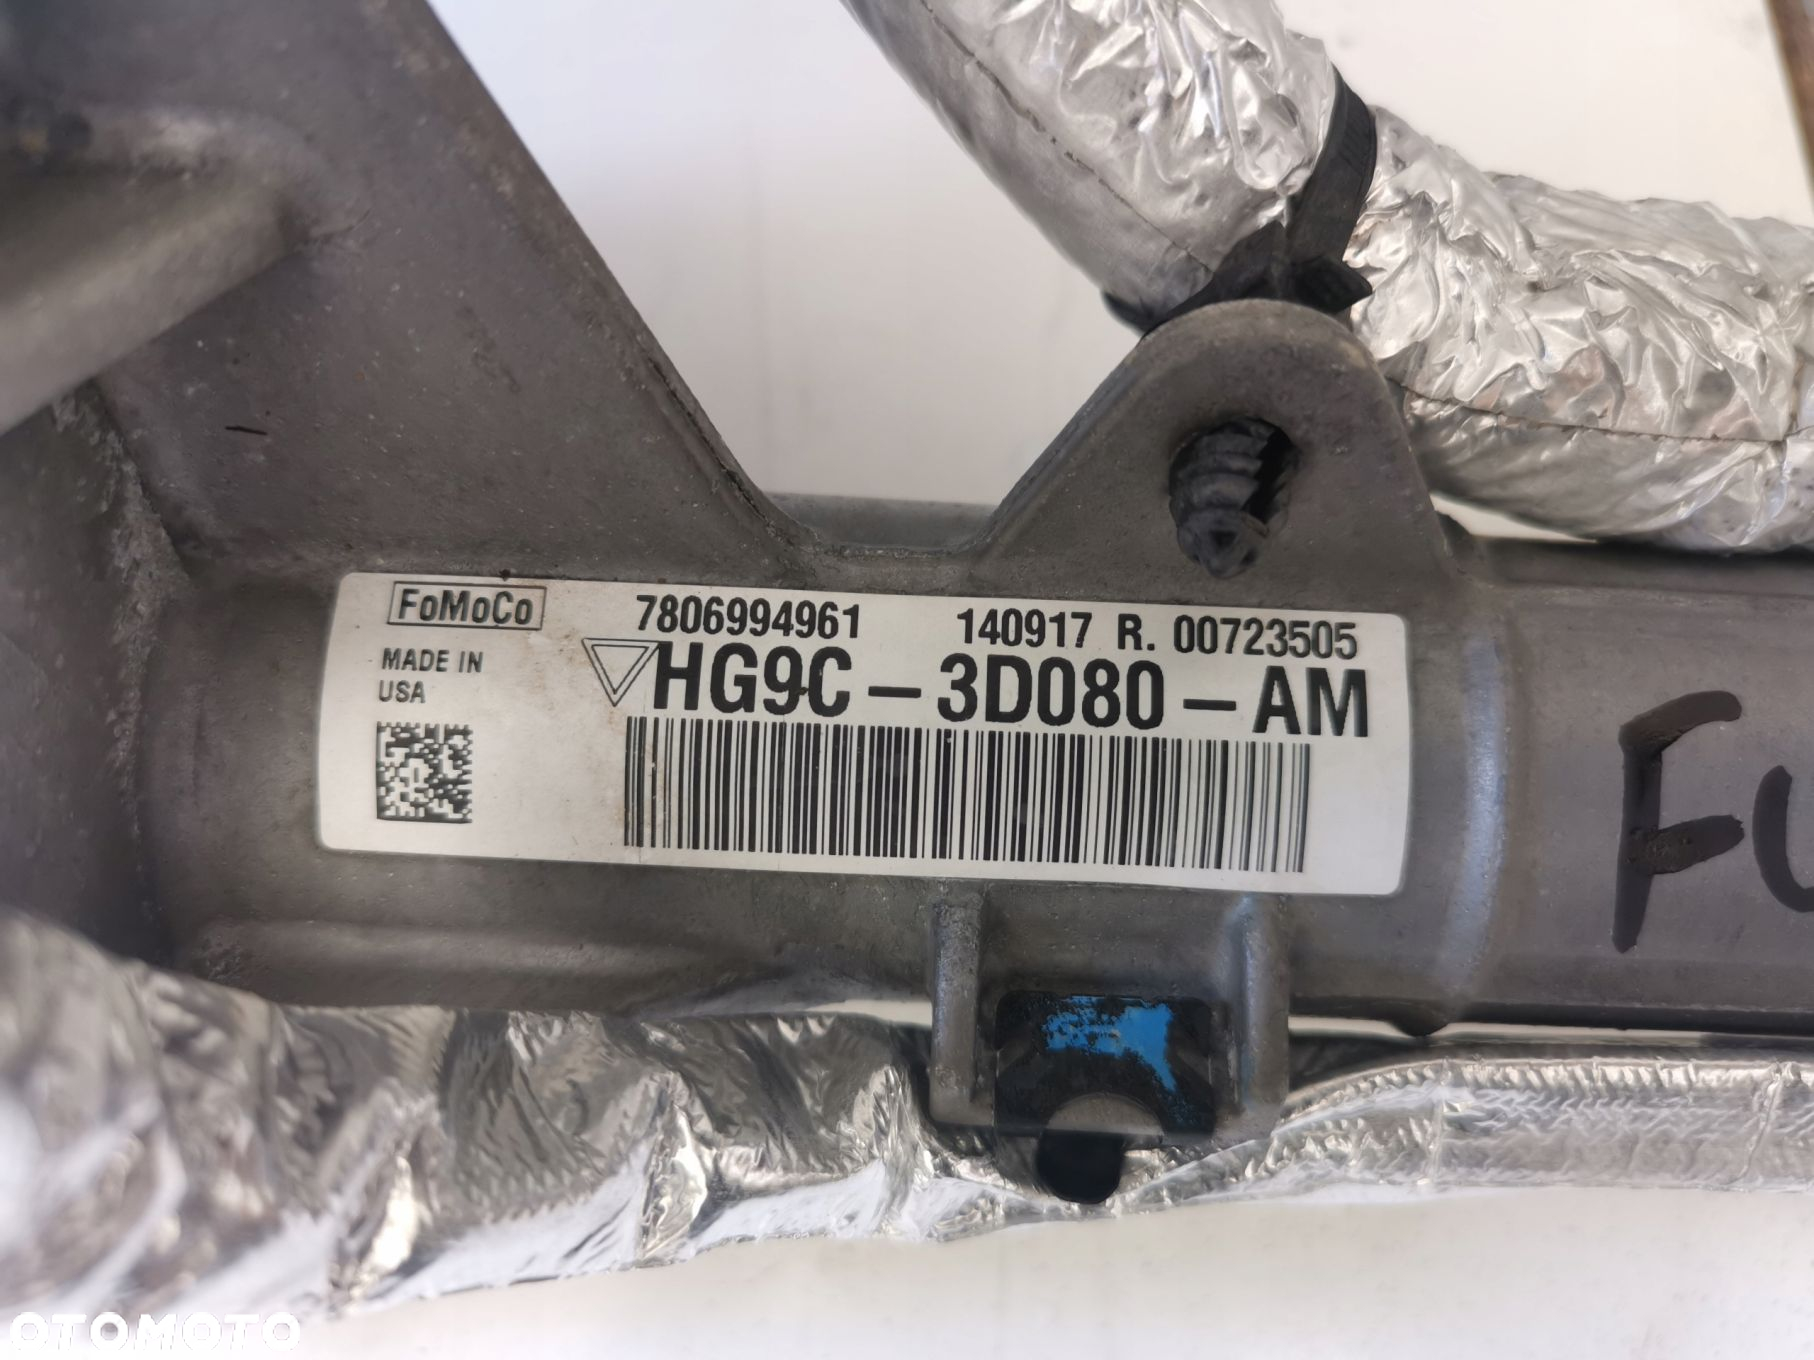 FoMoCo
7806994961 140917 R. 00723505
MADE IN
USA
HG9C – 3D080 – AM
OTOMOTO